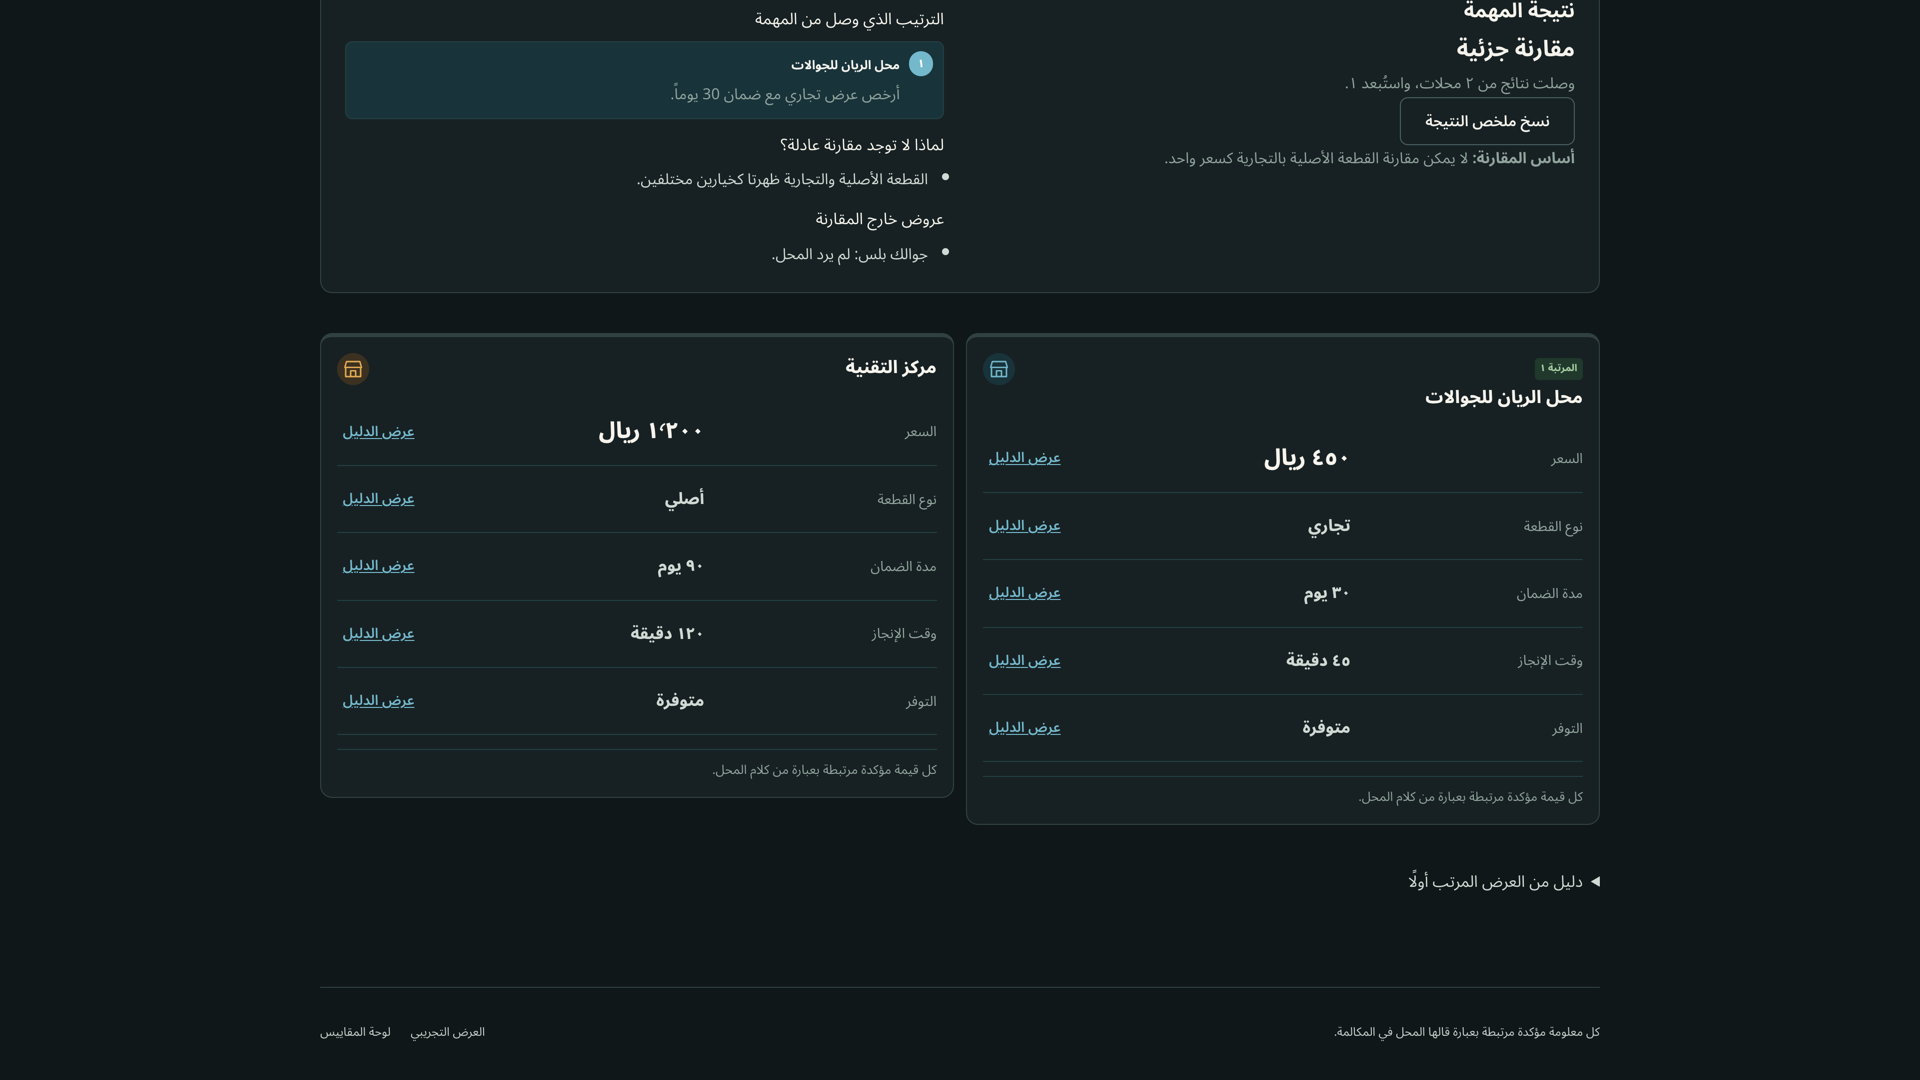 نتيجة المهمة
مقارنة جزئية
وصلت نتائج من ٢ محلات، واستُبعد ١.
نسخ ملخص النتيجة
أساس المقارنة: لا يمكن مقارنة القطعة الأصلية بالتجارية كسعر واحد.
الترتيب الذي وصل من المهمة
١
محل الريان للجوالات
أرخص عرض تجاري مع ضمان 30 يوماً.
لماذا لا توجد مقارنة عادلة؟
القطعة الأصلية والتجارية ظهرتا كخيارين مختلفين.
عروض خارج المقارنة
جوالك بلس: لم يرد المحل.
المرتبة ١
محل الريان للجوالات
السعر ٤٥٠ ريال عرض الدليل
نوع القطعة تجاري عرض الدليل
مدة الضمان ٣٠ يوم عرض الدليل
وقت الإنجاز ٤٥ دقيقة عرض الدليل
التوفر متوفرة عرض الدليل
كل قيمة مؤكدة مرتبطة بعبارة من كلام المحل.
مركز التقنية
السعر ١٬٢٠٠ ريال عرض الدليل
نوع القطعة أصلي عرض الدليل
مدة الضمان ٩٠ يوم عرض الدليل
وقت الإنجاز ١٢٠ دقيقة عرض الدليل
التوفر متوفرة عرض الدليل
كل قيمة مؤكدة مرتبطة بعبارة من كلام المحل.
دليل من العرض المرتب أولًا
كل معلومة مؤكدة مرتبطة بعبارة قالها المحل في المكالمة.
العرض التجريبي لوحة المقاييس